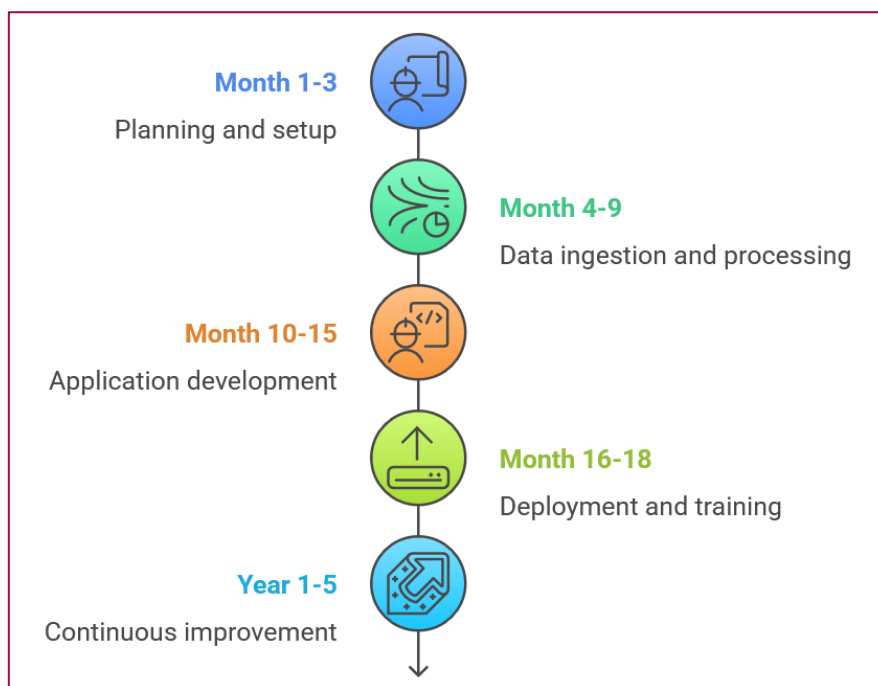 Month 1-3
Planning and setup
Month 4-9
Data ingestion and processing
Month 10-15
Application development
Month 16-18
Deployment and training
Year 1-5
Continuous improvement